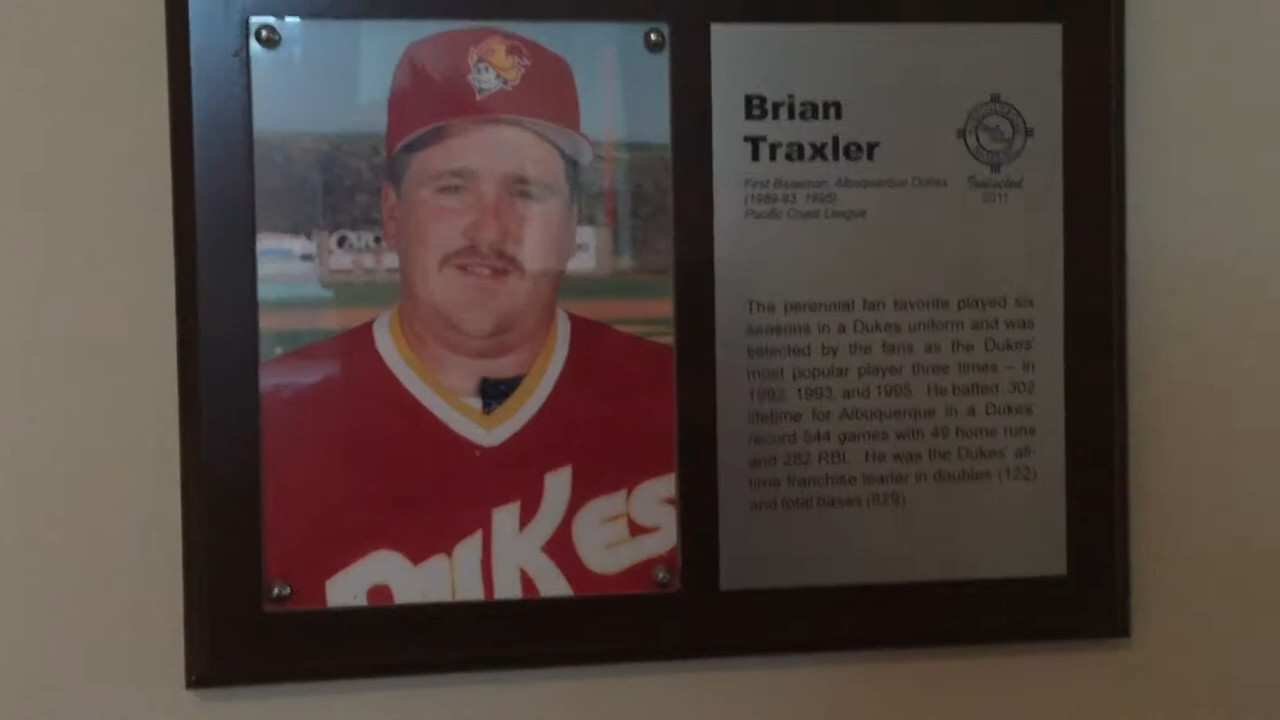 Brian
Traxler
First Baseman, Albuquerque Dukes
(1989-93, 1995)
Pacific Coast League
Inducted
2011
The perennial fan favorite played six
seasons in a Dukes uniform and was
selected by the fans as the Dukes'
most popular player three times – in
1992, 1993, and 1995. He batted .302
lifetime for Albuquerque in a Dukes'
record 544 games with 49 home runs
and 282 RBI. He was the Dukes' all-
time franchise leader in doubles (122)
and total bases (829)
DUKES